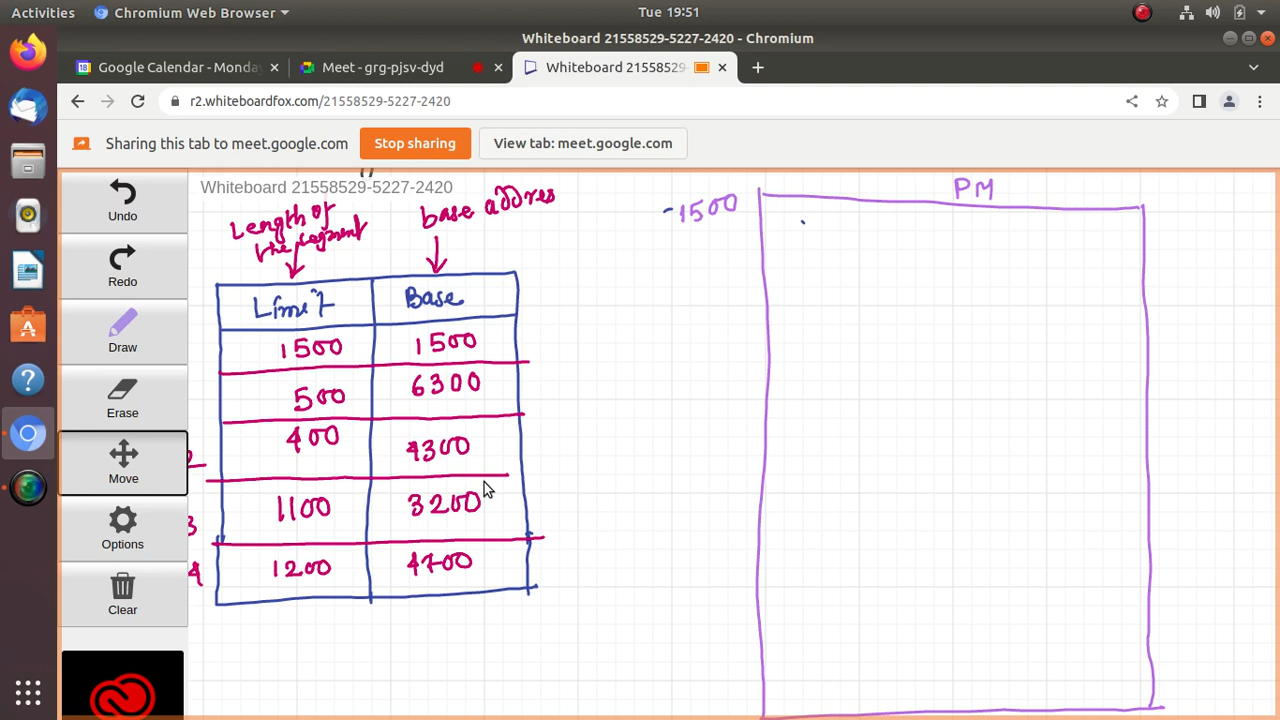 Activities Chromium Web Browser Tue 19:51
Whiteboard 21558529-5227-2420 - Chromium
Google Calendar - Monda Meet - grg-pjsv-dyd Whiteboard 21558529
r2.whiteboardfox.com/21558529-5227-2420
Sharing this tab to meet.google.com Stop sharing View tab: meet.google.com
Whiteboard 21558529-5227-2420
Undo
Redo
Draw
Erase
Move
Options
Clear
Length of
the segment
base addres
Limit Base
1500 1500
500 6300
400 4300
1100 3200
1200 4700
3
4
PM
-1500